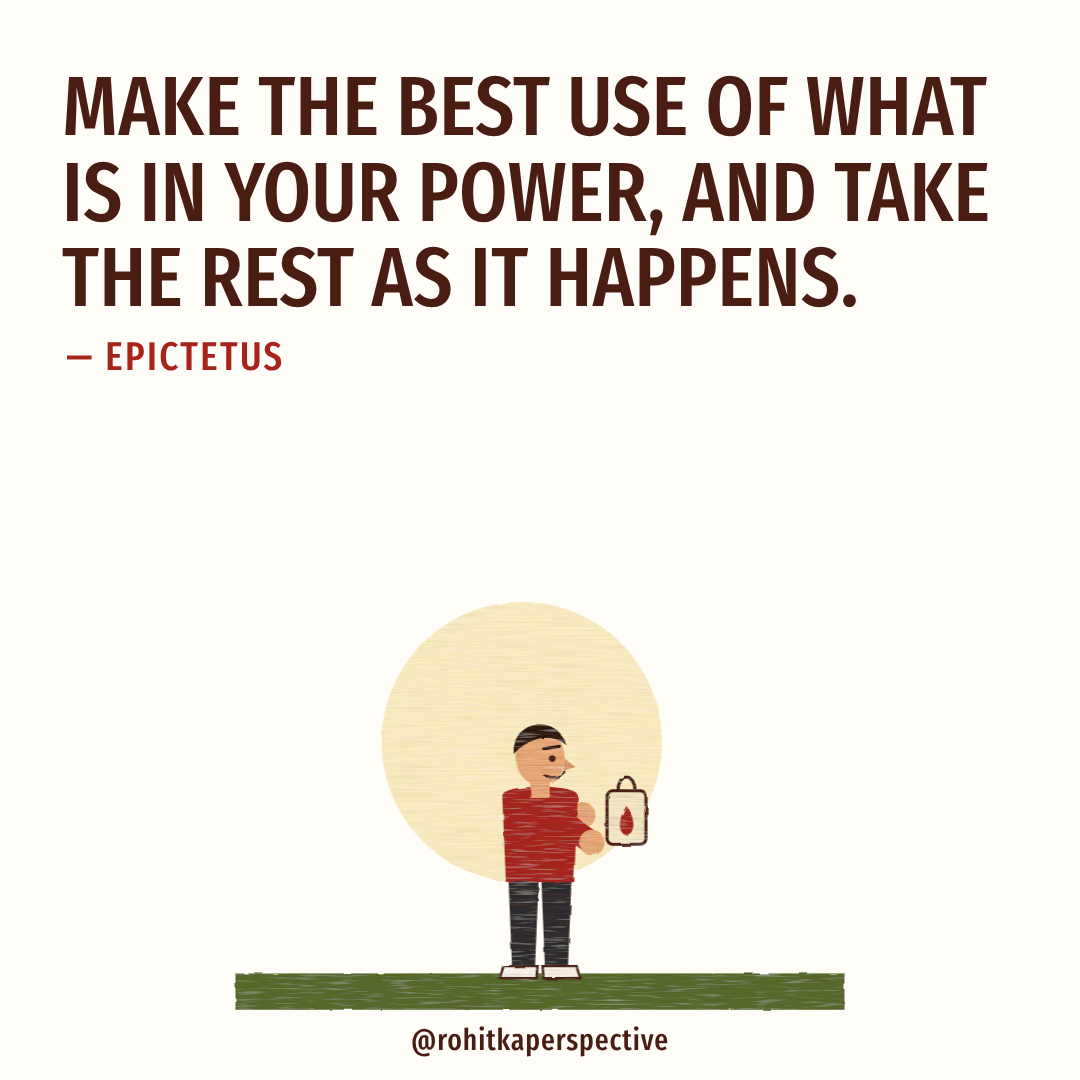 MAKE THE BEST USE OF WHAT
IS IN YOUR POWER, AND TAKE
THE REST AS IT HAPPENS.
— EPICTETUS
@rohitkaperspective